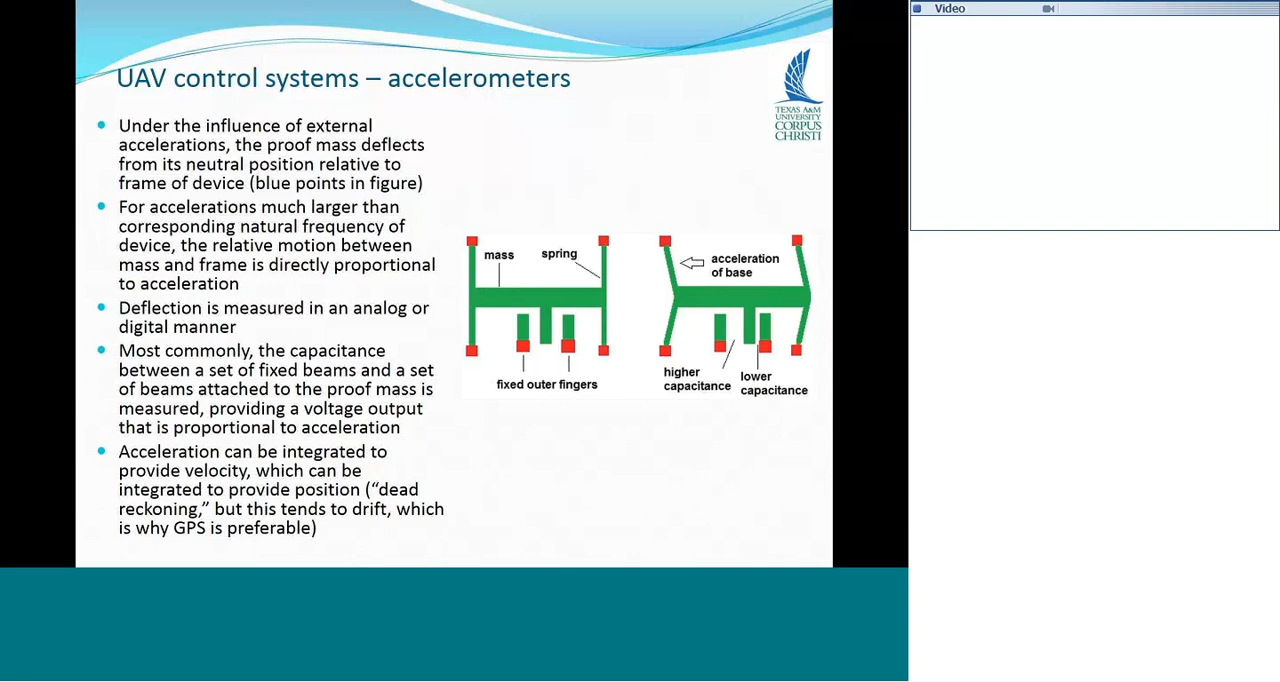 Video
UAV control systems – accelerometers
TEXAS A&M
UNIVERSITY
CORPUS
CHRISTI
Under the influence of external
accelerations, the proof mass deflects
from its neutral position relative to
frame of device (blue points in figure)
For accelerations much larger than
corresponding natural frequency of
device, the relative motion between
mass and frame is directly proportional
to acceleration
Deflection is measured in an analog or
digital manner
Most commonly, the capacitance
between a set of fixed beams and a set
of beams attached to the proof mass is
measured, providing a voltage output
that is proportional to acceleration
Acceleration can be integrated to
provide velocity, which can be
integrated to provide position (“dead
reckoning,” but this tends to drift, which
is why GPS is preferable)
mass
spring
fixed outer fingers
acceleration
of base
higher
capacitance
lower
capacitance